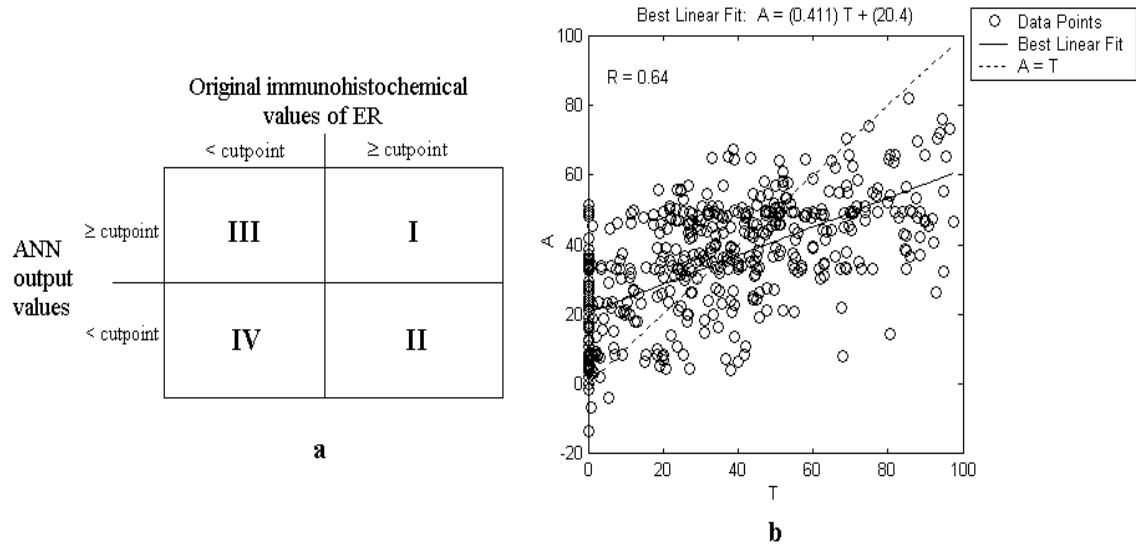 Original immunohistochemical
values of ER
< cutpoint
≥ cutpoint
ANN
output
values
≥ cutpoint
III
I
< cutpoint
IV
II
a
Best Linear Fit: A = (0.411) T + (20.4)
Data Points
Best Linear Fit
A = T
R = 0.64
100
80
60
40
20
0
-20
A
0
20
40
60
80
100
T
b